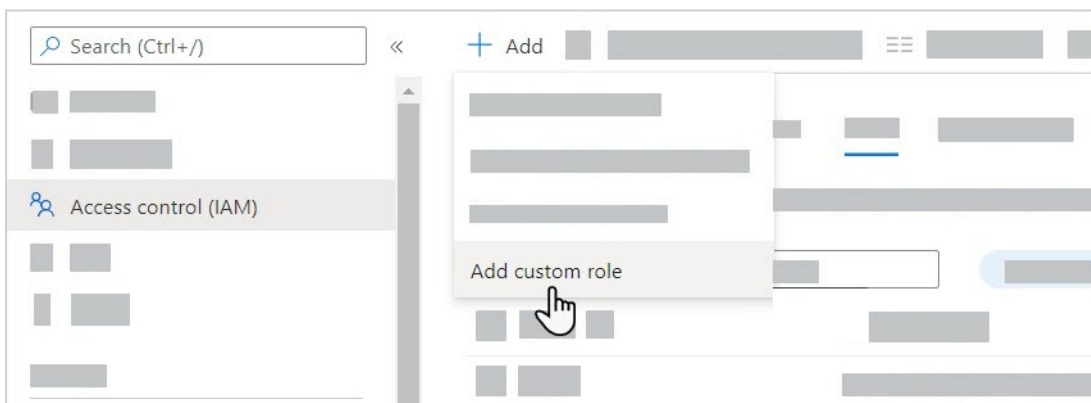 Search (Ctrl+/)
«
+ Add
Access control (IAM)
Add custom role